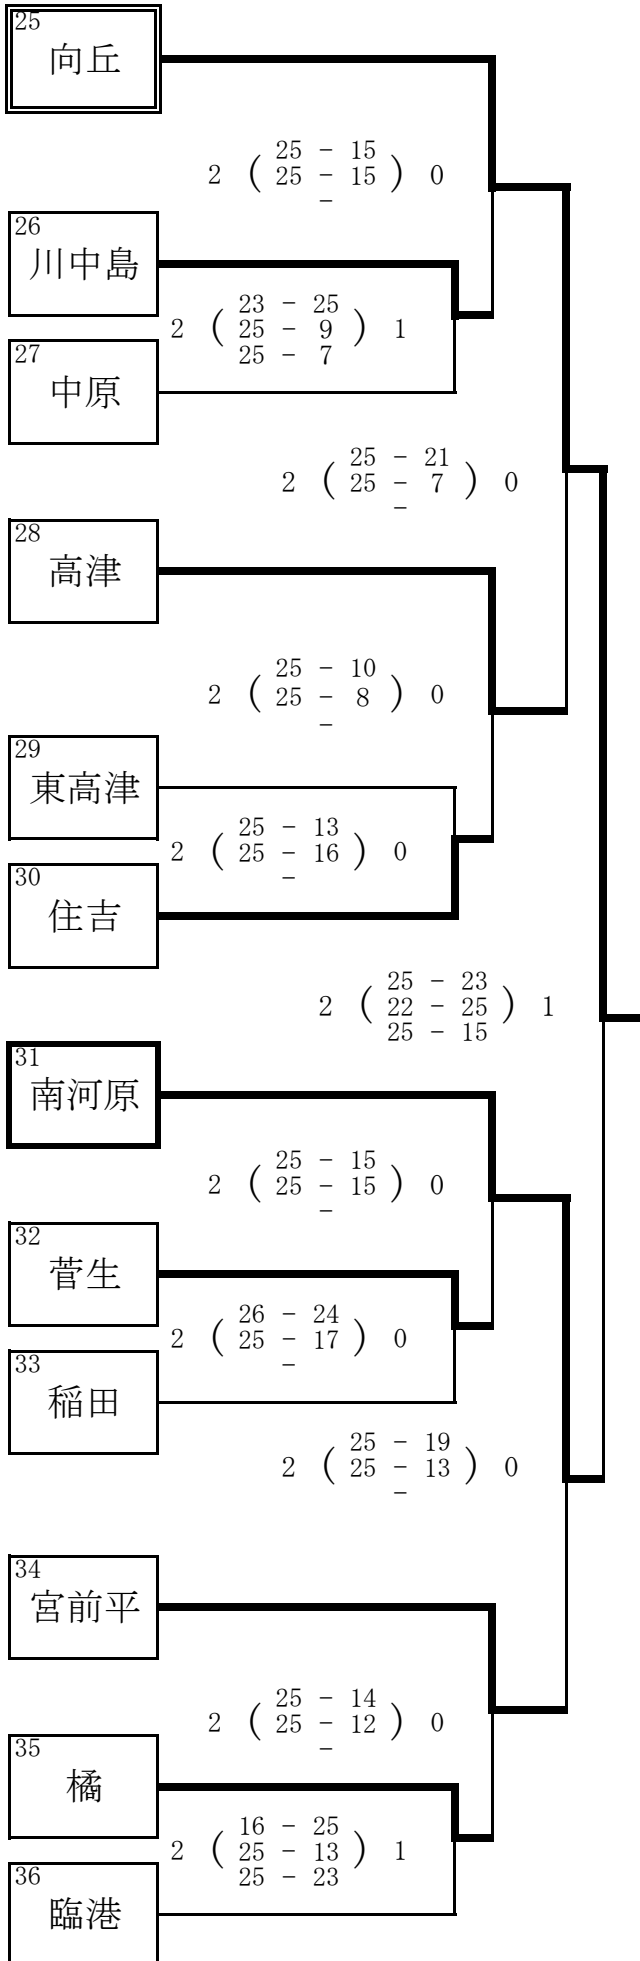 25
向丘
25 - 15
2 ( 25 - 15 ) 0
-
26
川中島
23 - 25
2 ( 25 - 9 ) 1
25 - 7
27
中原
25 - 21
2 ( 25 - 7 ) 0
-
28
高津
25 - 10
2 ( 25 - 8 ) 0
-
29
東高津
25 - 13
2 ( 25 - 16 ) 0
-
30
住吉
25 - 23
2 ( 22 - 25 ) 1
25 - 15
31
南河原
25 - 15
2 ( 25 - 15 ) 0
-
32
菅生
26 - 24
2 ( 25 - 17 ) 0
-
33
稲田
25 - 19
2 ( 25 - 13 ) 0
-
34
宮前平
25 - 14
2 ( 25 - 12 ) 0
-
35
橘
16 - 25
2 ( 25 - 13 ) 1
25 - 23
36
臨港